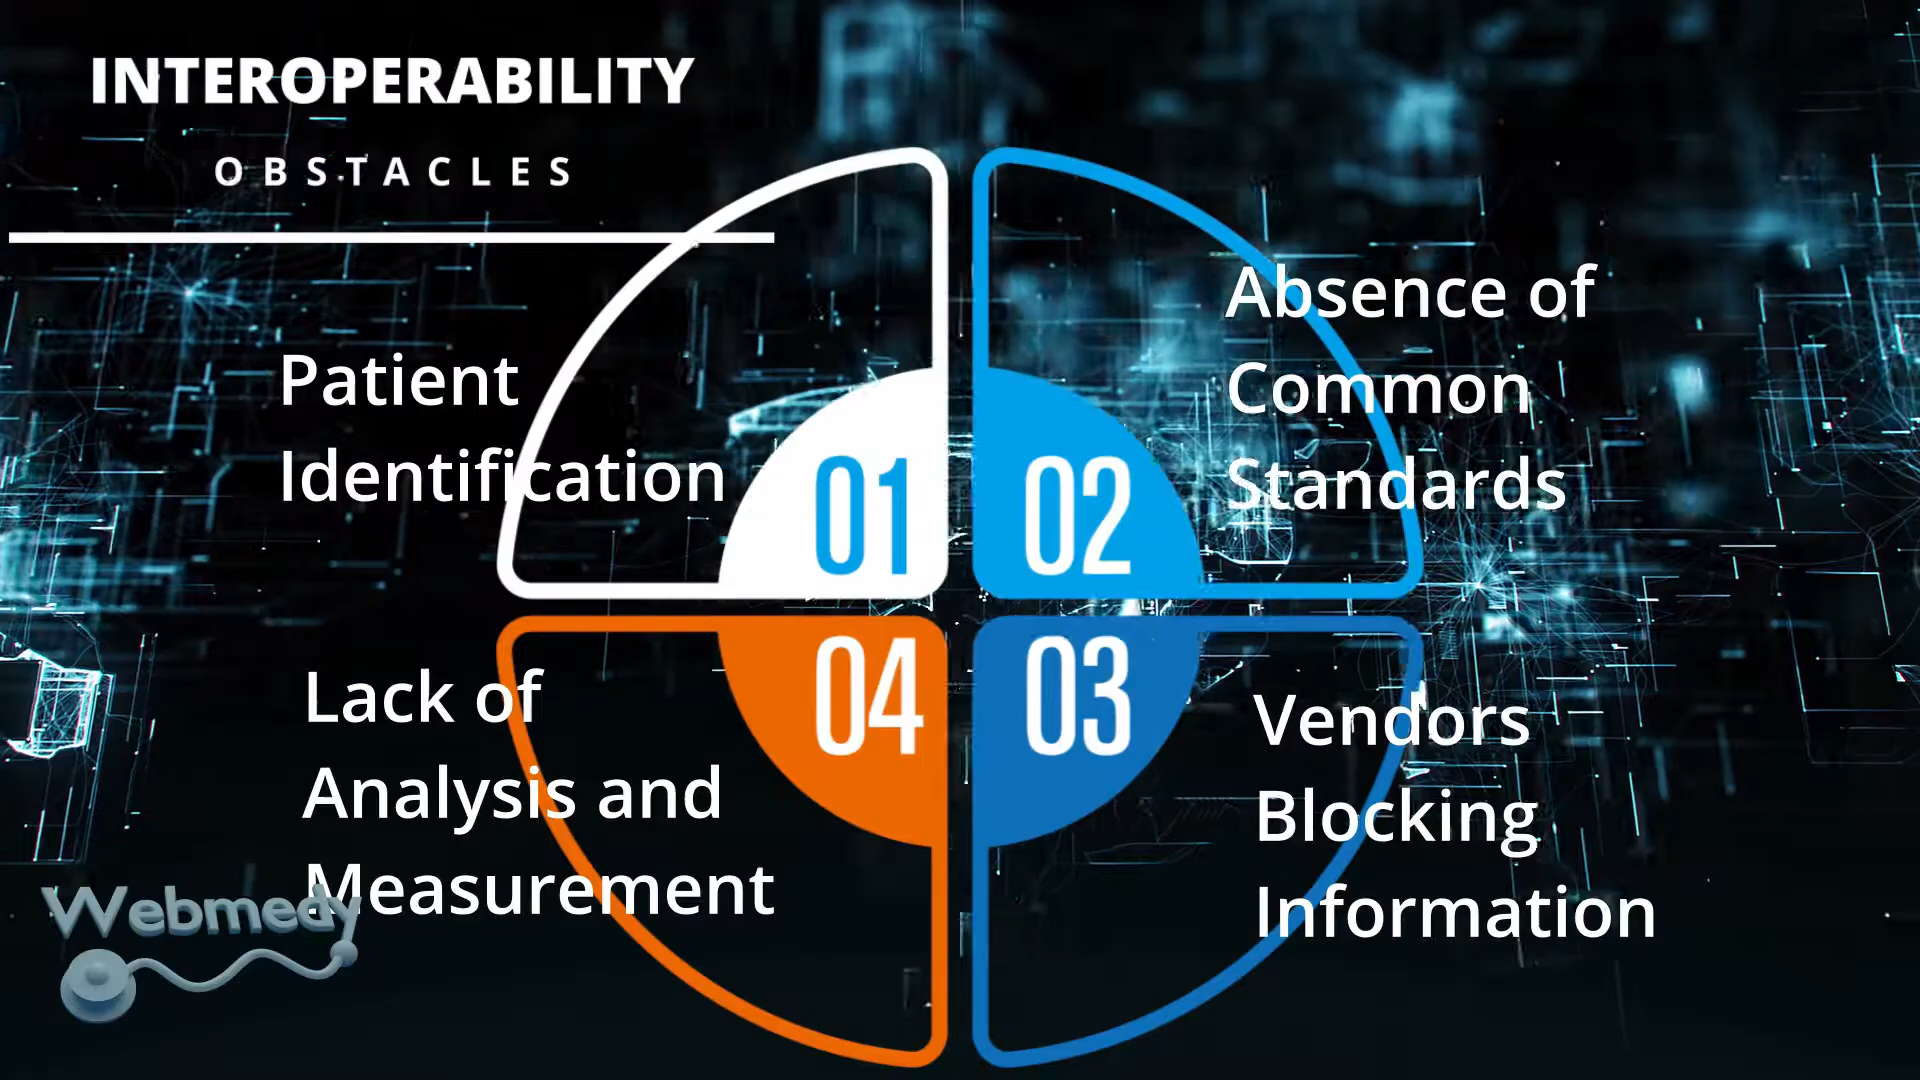 INTEROPERABILITY
OBSTACLES
Patient
Identification
01
02
Absence of
Common
Standards
04
03
Lack of
Analysis and
Measurement
Vendors
Blocking
Information
Webmedy